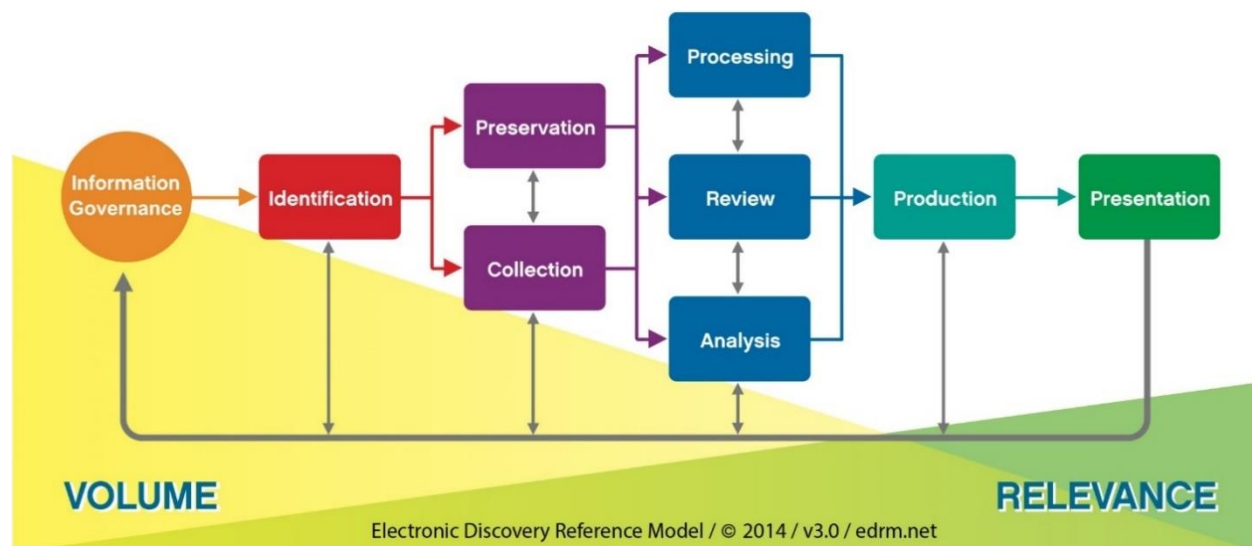 Information
Governance
Identification
Preservation
Collection
Processing
Review
Analysis
Production
Presentation
VOLUME
RELEVANCE
Electronic Discovery Reference Model / © 2014 / v3.0 / edrm.net